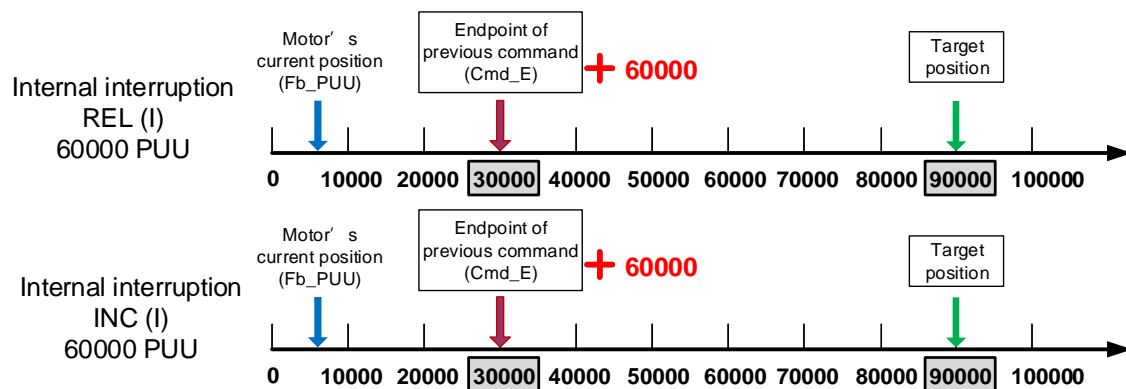 Motor’ s
current position
(Fb_PUU)
Endpoint of
previous command
(Cmd_E)
+ 60000
Target
position
Internal interruption
REL (I)
60000 PUU
0 10000 20000 30000 40000 50000 60000 70000 80000 90000 100000
Motor’ s
current position
(Fb_PUU)
Endpoint of
previous command
(Cmd_E)
+ 60000
Target
position
Internal interruption
INC (I)
60000 PUU
0 10000 20000 30000 40000 50000 60000 70000 80000 90000 100000